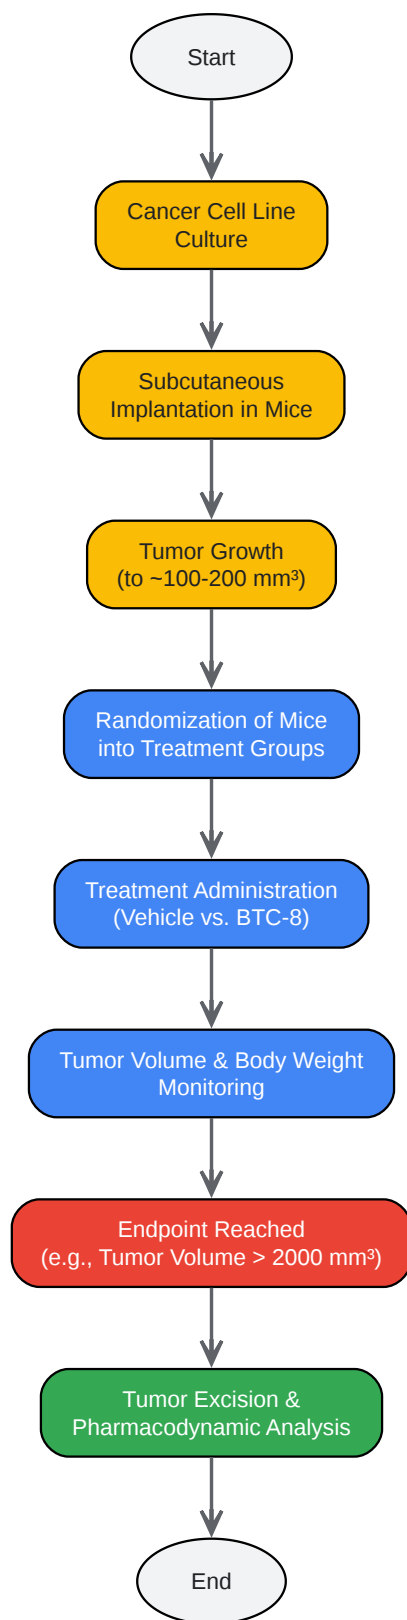 Start
Cancer Cell Line
Culture
Subcutaneous
Implantation in Mice
Tumor Growth
(to ~100-200 mm³)
Randomization of Mice
into Treatment Groups
Treatment Administration
(Vehicle vs. BTC-8)
Tumor Volume & Body Weight
Monitoring
Endpoint Reached
(e.g., Tumor Volume > 2000 mm³)
Tumor Excision &
Pharmacodynamic Analysis
End